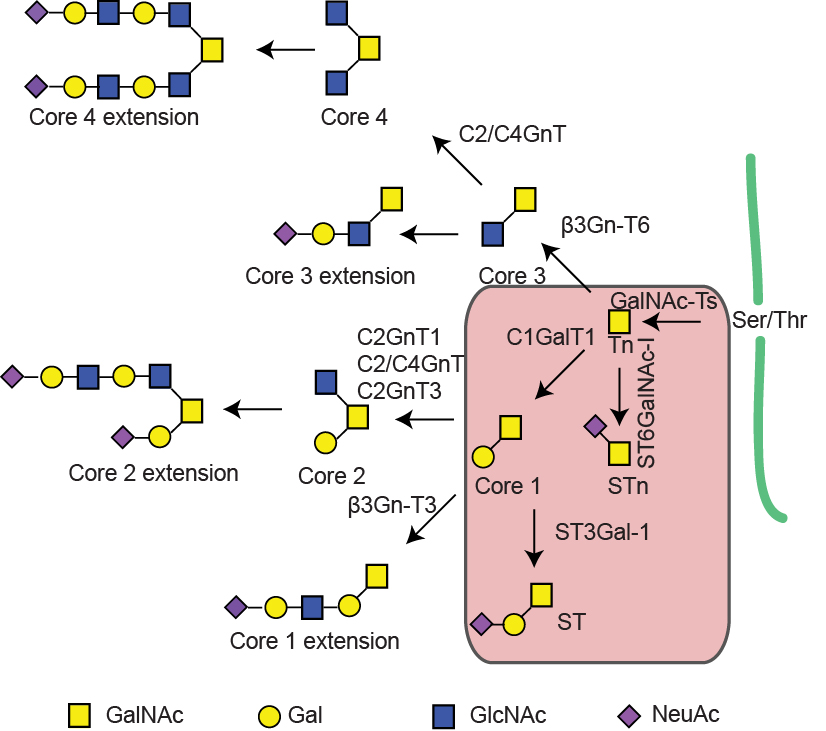 Core 4 extension
Core 4
C2/C4GnT
β3Gn-T6
Core 3 extension
Core 3
GalNAc-Ts
Ser/Thr
C2GnT1
C2/C4GnT
C2GnT3
C1GalT1
Tn
ST6GalNAc-I
Core 2 extension
Core 2
Core 1
STn
β3Gn-T3
ST3Gal-1
Core 1 extension
ST
GalNAc
Gal
GlcNAc
NeuAc